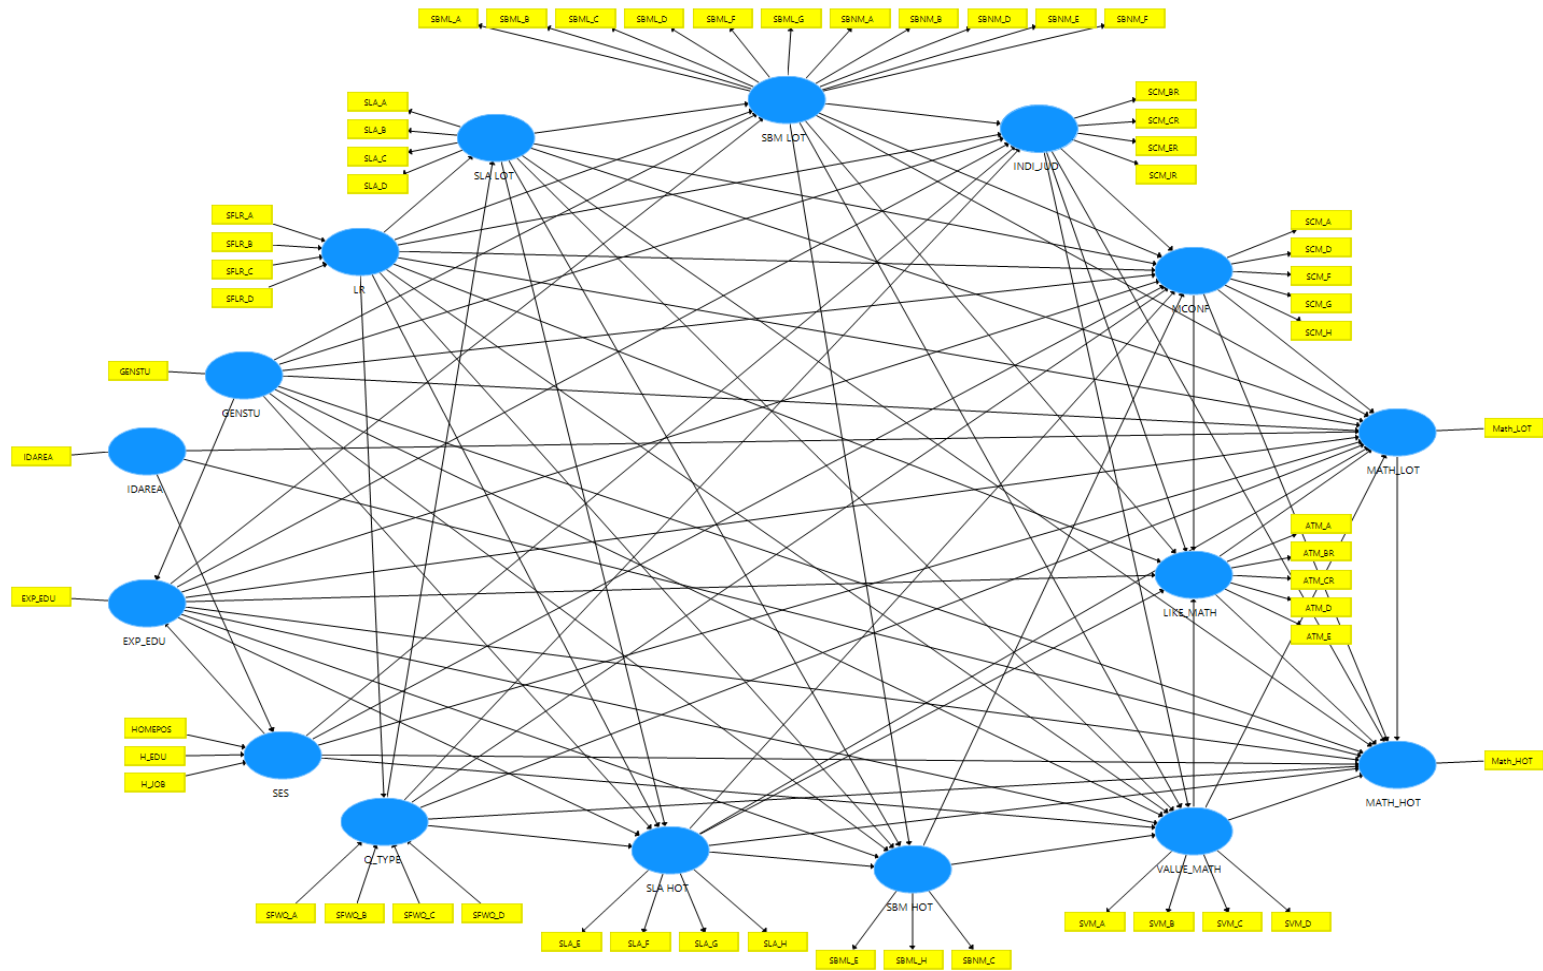 SBML_A
SBML_B
SBML_C
SBML_D
SBML_F
SBML_G
SBNM_A
SBNM_B
SBNM_D
SBNM_E
SBNM_F
SBM LOT
SLA_A
SLA_B
SLA_C
SLA_D
SLA LOT
SCM_BR
SCM_CR
SCM_ER
SCM_IR
INDI_JUD
SFLR_A
SFLR_B
SFLR_C
SFLR_D
LR
SCM_A
SCM_D
SCM_F
SCM_G
SCM_H
MCONF
GENSTU
GENSTU
IDAREA
IDAREA
Math_LOT
MATH_LOT
EXP_EDU
EXP_EDU
ATM_A
ATM_BR
ATM_CR
ATM_D
ATM_E
LIKE_MATH
HOMEPOS
H_EDU
H_JOB
SES
Math_HOT
MATH_HOT
Q_TYPE
SFWQ_A
SFWQ_B
SFWQ_C
SFWQ_D
SLA HOT
SLA_E
SLA_F
SLA_G
SLA_H
SBM HOT
SBML_E
SBML_H
SBNM_C
VALUE_MATH
SVM_A
SVM_B
SVM_C
SVM_D